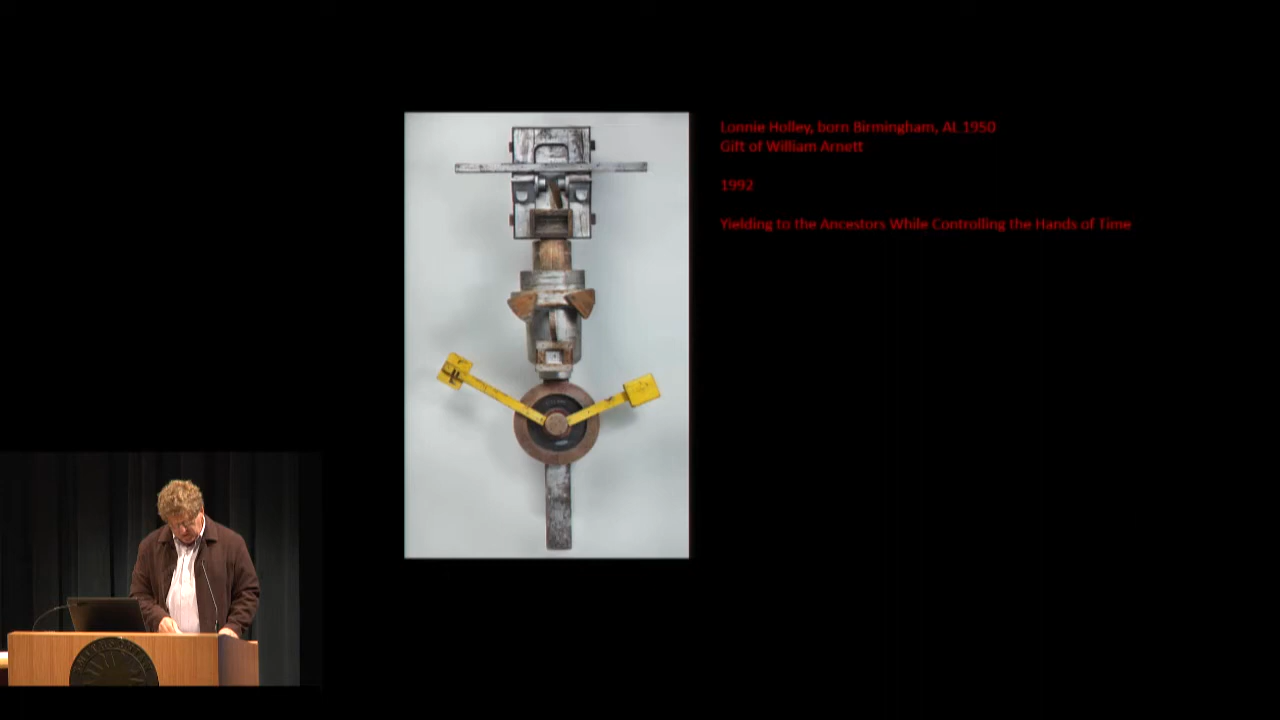 Lonnie Holley, born Birmingham, AL 1950
Gift of William Arnett
1992
Yielding to the Ancestors While Controlling the Hands of Time